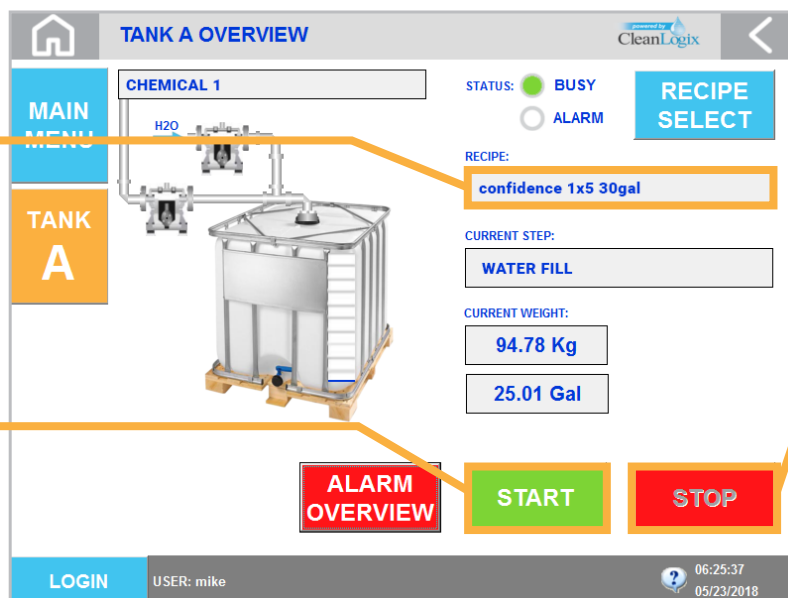 TANK A OVERVIEW
powered by
CleanLogix
CHEMICAL 1
STATUS:
BUSY
ALARM
RECIPE
SELECT
MAIN
MENU
H2O
RECIPE:
confidence 1x5 30gal
TANK
A
CURRENT STEP:
WATER FILL
CURRENT WEIGHT:
94.78 Kg
25.01 Gal
ALARM
OVERVIEW
START
STOP
LOGIN
USER: mike
?
06:25:37
05/23/2018